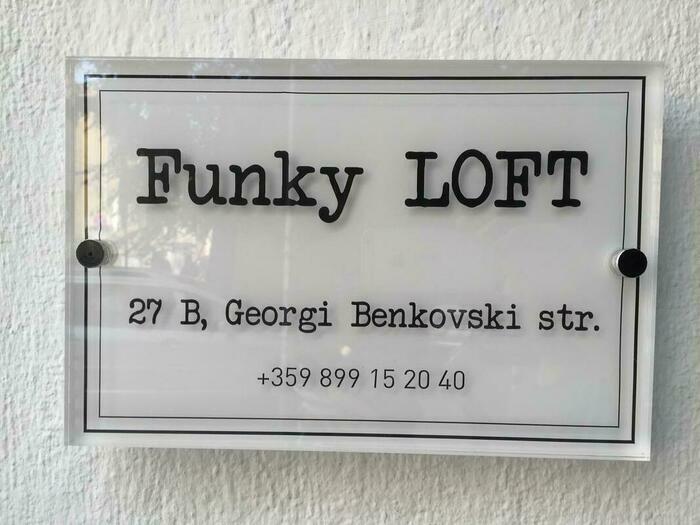 Funky LOFT
27 B, Georgi Benkovski str.
+359 899 15 20 40